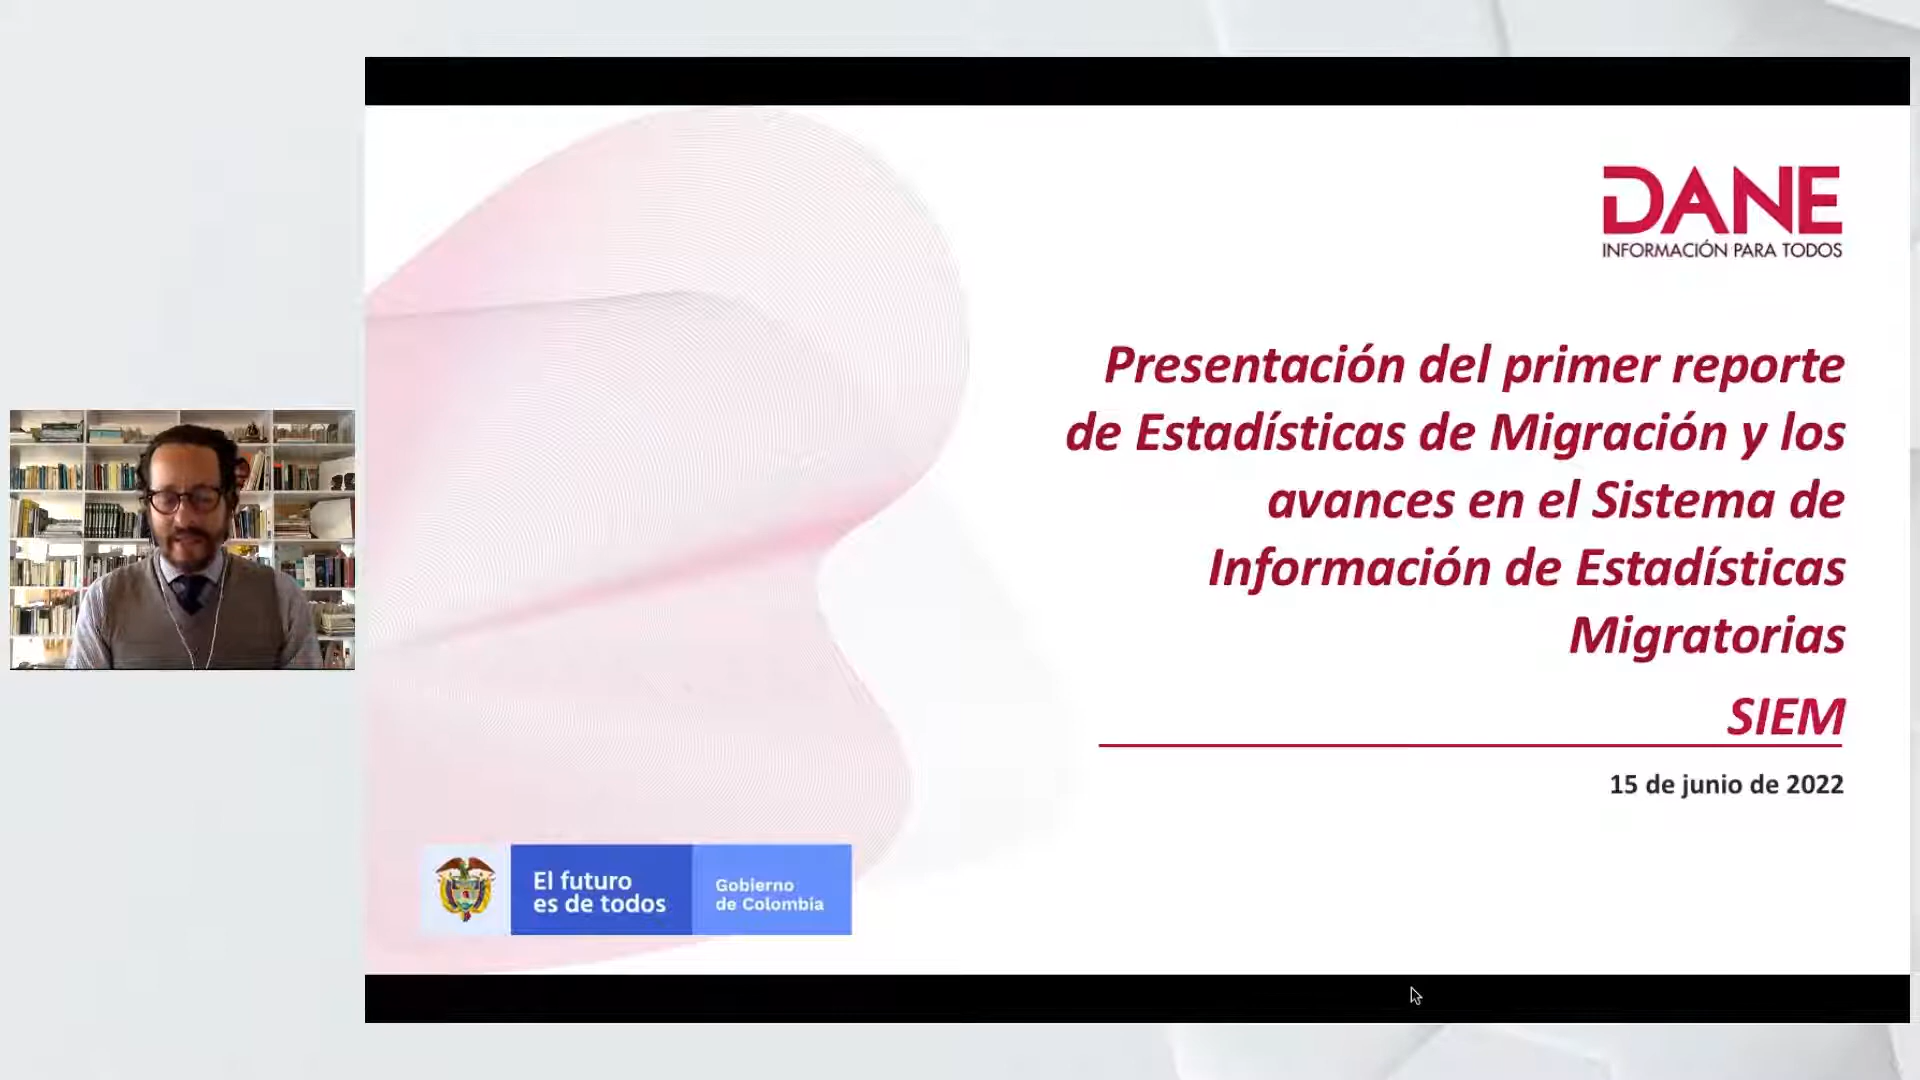 DANE
INFORMACIÓN PARA TODOS
Presentación del primer reporte
de Estadísticas de Migración y los
avances en el Sistema de
Información de Estadísticas
Migratorias
SIEM
15 de junio de 2022
El futuro
es de todos
Gobierno
de Colombia